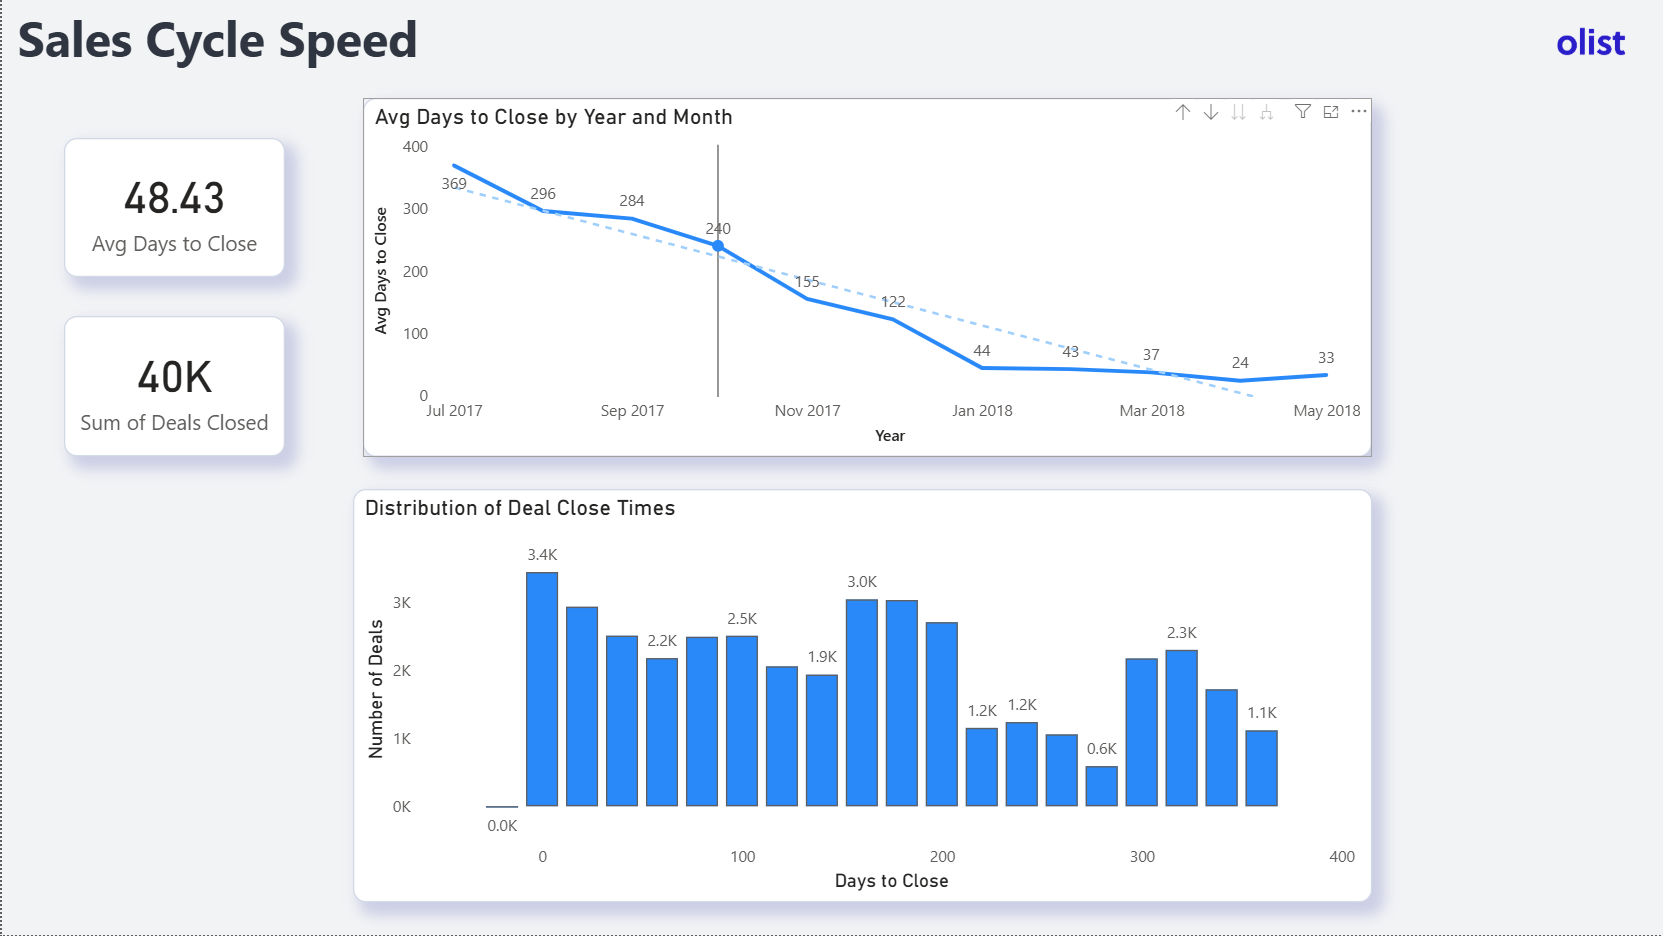 Sales Cycle Speed
olist
48.43
Avg Days to Close
40K
Sum of Deals Closed
Avg Days to Close by Year and Month
Avg Days to Close
400
300
200
100
0
369
296
284
240
155
122
44
43
37
24
33
Jul 2017
Sep 2017
Nov 2017
Jan 2018
Mar 2018
May 2018
Year
Distribution of Deal Close Times
Number of Deals
3K
2K
1K
0K
0.0K
3.4K
2.2K
2.5K
1.9K
3.0K
1.2K
1.2K
0.6K
2.3K
1.1K
0
100
200
300
400
Days to Close